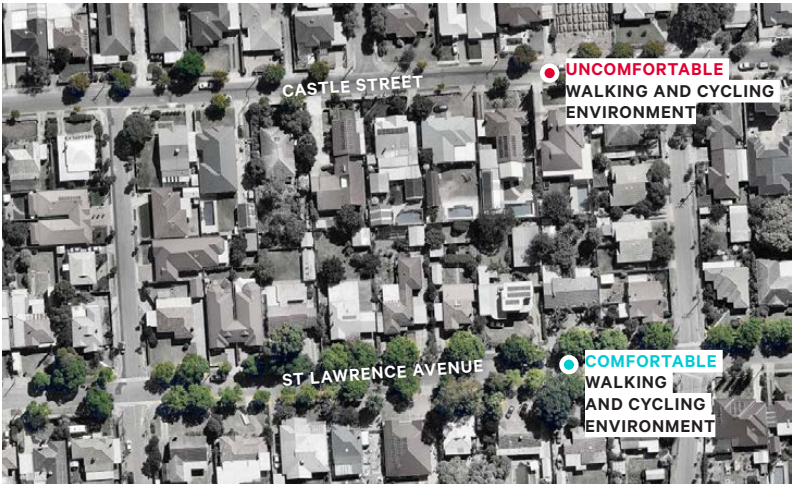 CASTLE STREET
UNCOMFORTABLE
WALKING AND CYCLING
ENVIRONMENT
ST LAWRENCE AVENUE
COMFORTABLE
WALKING
AND CYCLING
ENVIRONMENT